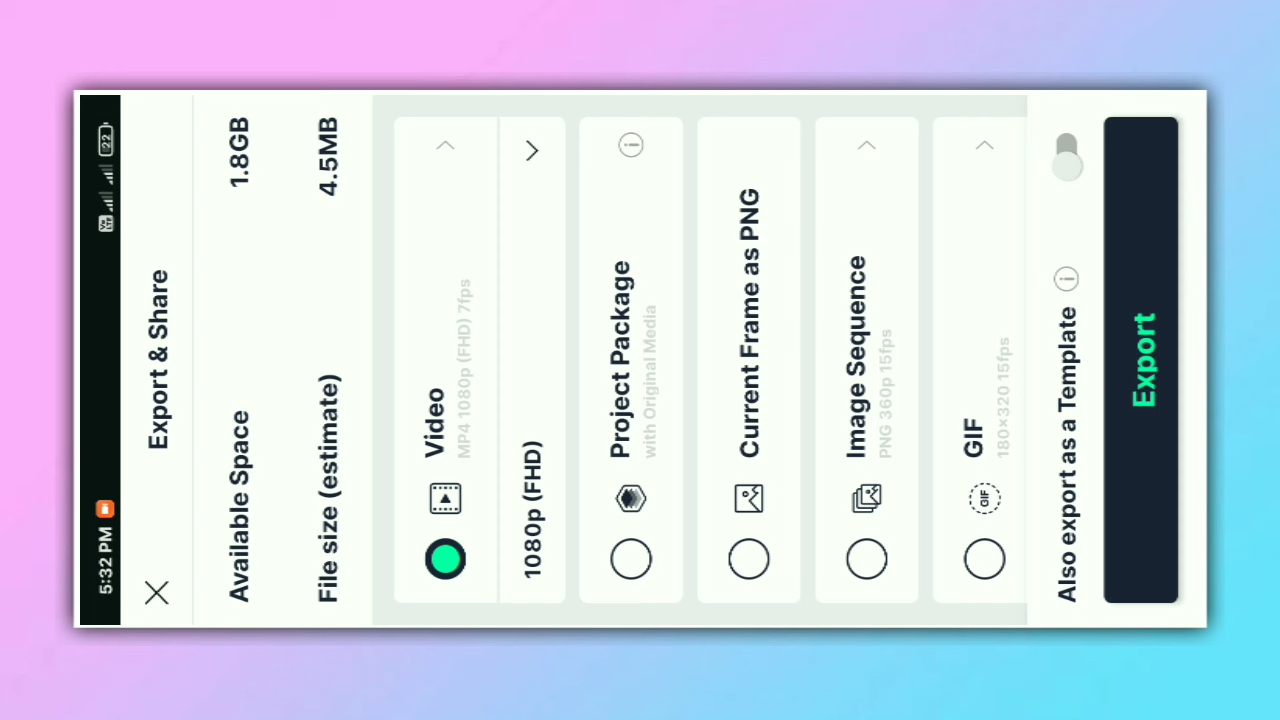 5:32 PM 22
Export & Share
Available Space 1.8GB
File size (estimate) 4.5MB
Video
MP4 1080p (FHD) 7fps
1080p (FHD)
Project Package
with Original Media
Current Frame as PNG
Image Sequence
PNG 360p 15fps
GIF
GIF
180×320 15fps
Also export as a Template
Export